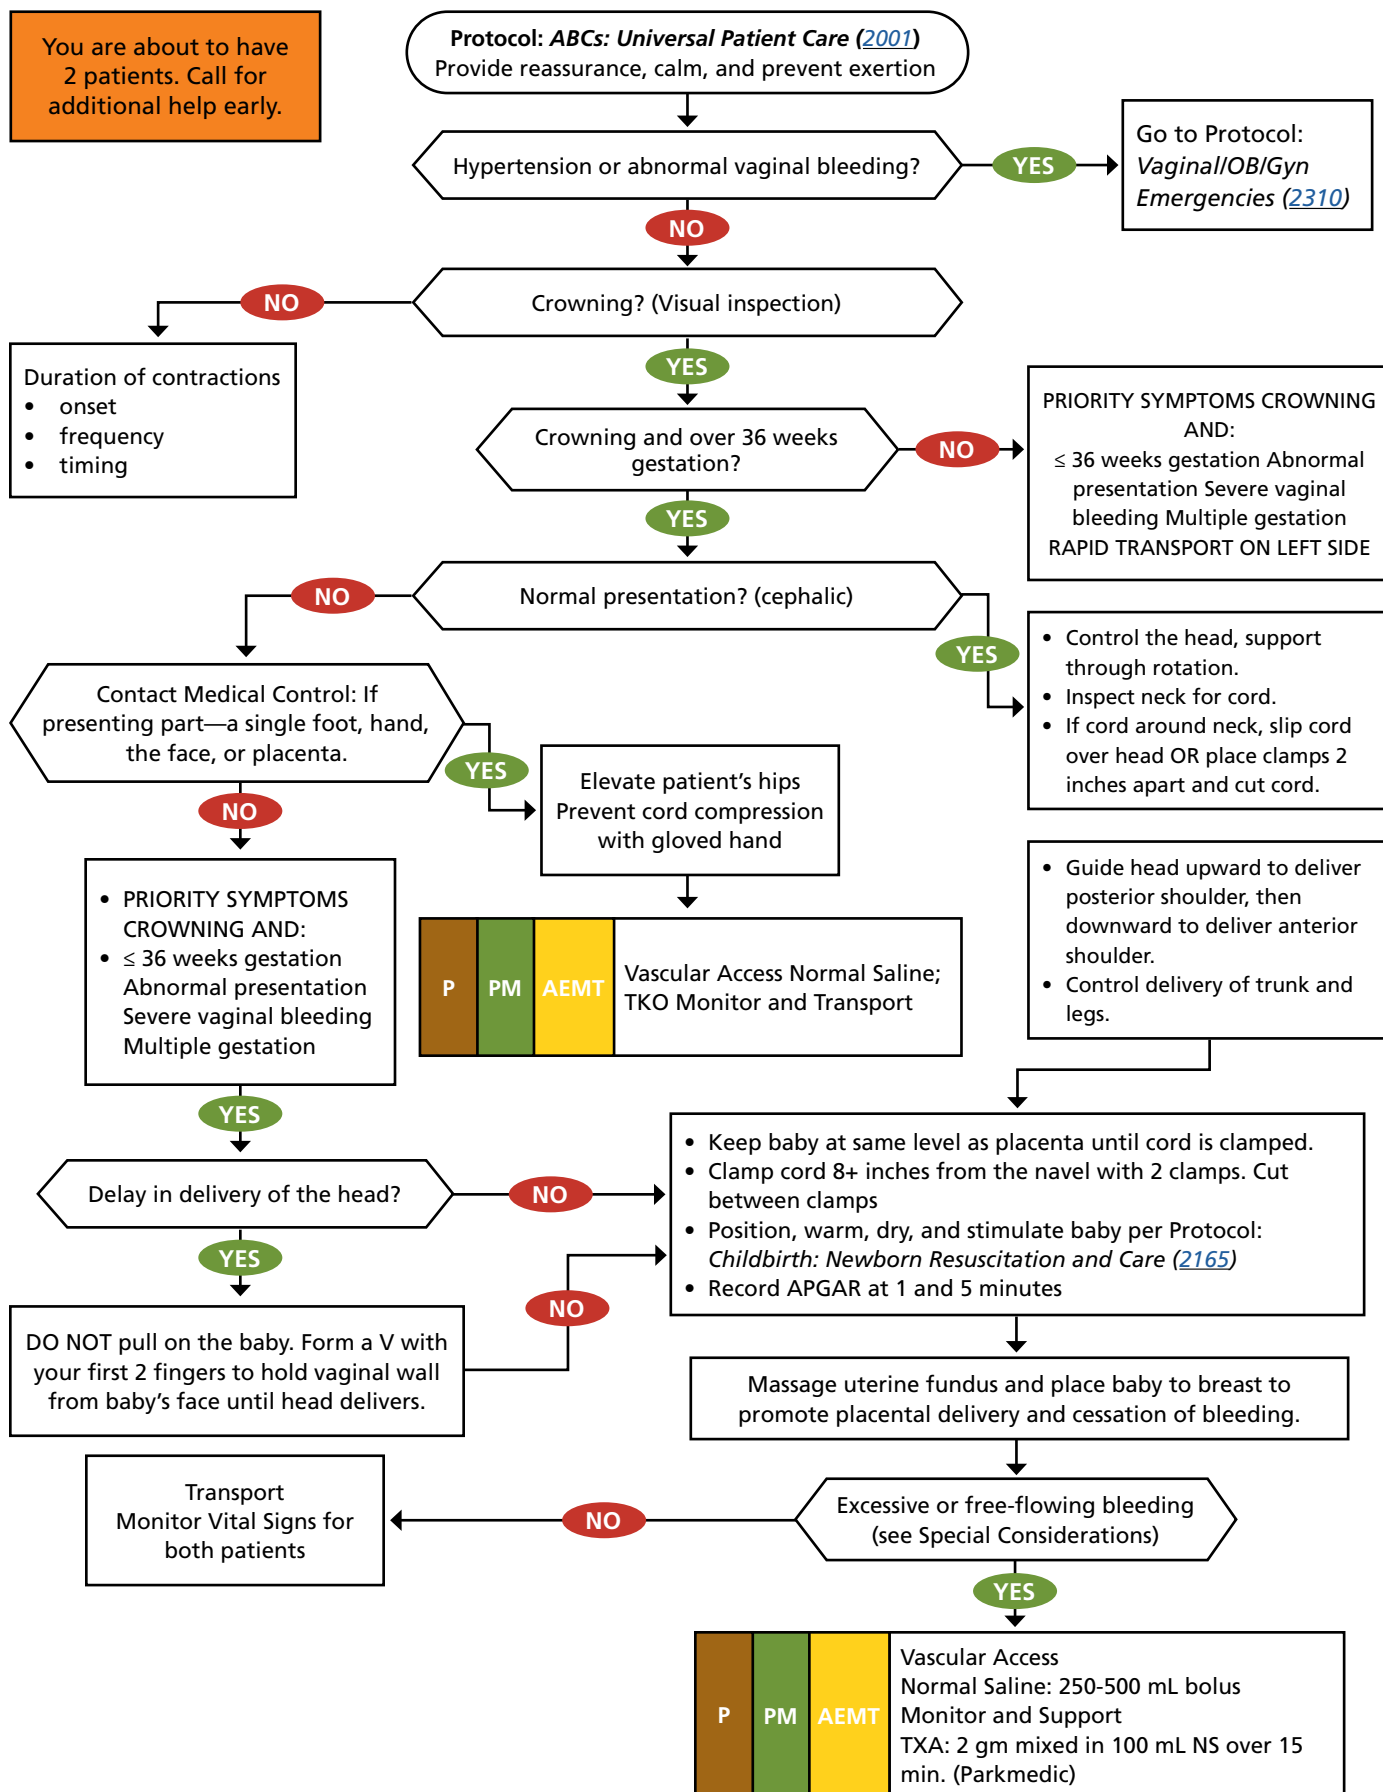 You are about to have
2 patients. Call for
additional help early.
Protocol: ABCs: Universal Patient Care (2001)
Provide reassurance, calm, and prevent exertion
Hypertension or abnormal vaginal bleeding?
YES
Go to Protocol:
Vaginal/OB/Gyn
Emergencies (2310)
NO
Crowning? (Visual inspection)
NO
Duration of contractions
• onset
• frequency
• timing
YES
Crowning and over 36 weeks
gestation?
NO
PRIORITY SYMPTOMS CROWNING
AND:
≤ 36 weeks gestation Abnormal
presentation Severe vaginal
bleeding Multiple gestation
RAPID TRANSPORT ON LEFT SIDE
YES
Normal presentation? (cephalic)
NO
YES
• Control the head, support
through rotation.
• Inspect neck for cord.
• If cord around neck, slip cord
over head OR place clamps 2
inches apart and cut cord.
Contact Medical Control: If
presenting part—a single foot, hand,
the face, or placenta.
YES
Elevate patient's hips
Prevent cord compression
with gloved hand
NO
• PRIORITY SYMPTOMS
CROWNING AND:
• ≤ 36 weeks gestation
Abnormal presentation
Severe vaginal bleeding
Multiple gestation
P PM AEMT
Vascular Access Normal Saline;
TKO Monitor and Transport
• Guide head upward to deliver
posterior shoulder, then
downward to deliver anterior
shoulder.
• Control delivery of trunk and
legs.
YES
Delay in delivery of the head?
NO
• Keep baby at same level as placenta until cord is clamped.
• Clamp cord 8+ inches from the navel with 2 clamps. Cut
between clamps
• Position, warm, dry, and stimulate baby per Protocol:
Childbirth: Newborn Resuscitation and Care (2165)
• Record APGAR at 1 and 5 minutes
YES
NO
DO NOT pull on the baby. Form a V with
your first 2 fingers to hold vaginal wall
from baby's face until head delivers.
Massage uterine fundus and place baby to breast to
promote placental delivery and cessation of bleeding.
Excessive or free-flowing bleeding
(see Special Considerations)
NO
Transport
Monitor Vital Signs for
both patients
YES
P PM AEMT
Vascular Access
Normal Saline: 250-500 mL bolus
Monitor and Support
TXA: 2 gm mixed in 100 mL NS over 15
min. (Parkmedic)